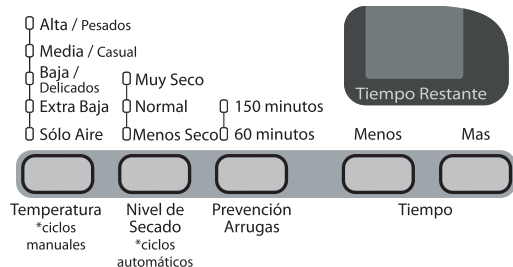 Alta / Pesados
Media / Casual
Baja /
Delicados
Extra Baja
Sólo Aire
Muy Seco
Normal
Menos Seco
150 minutos
60 minutos
Tiempo Restante
Menos
Mas
Temperatura
*ciclos
manuales
Nivel de
Secado
*ciclos
automáticos
Prevención
Arrugas
Tiempo